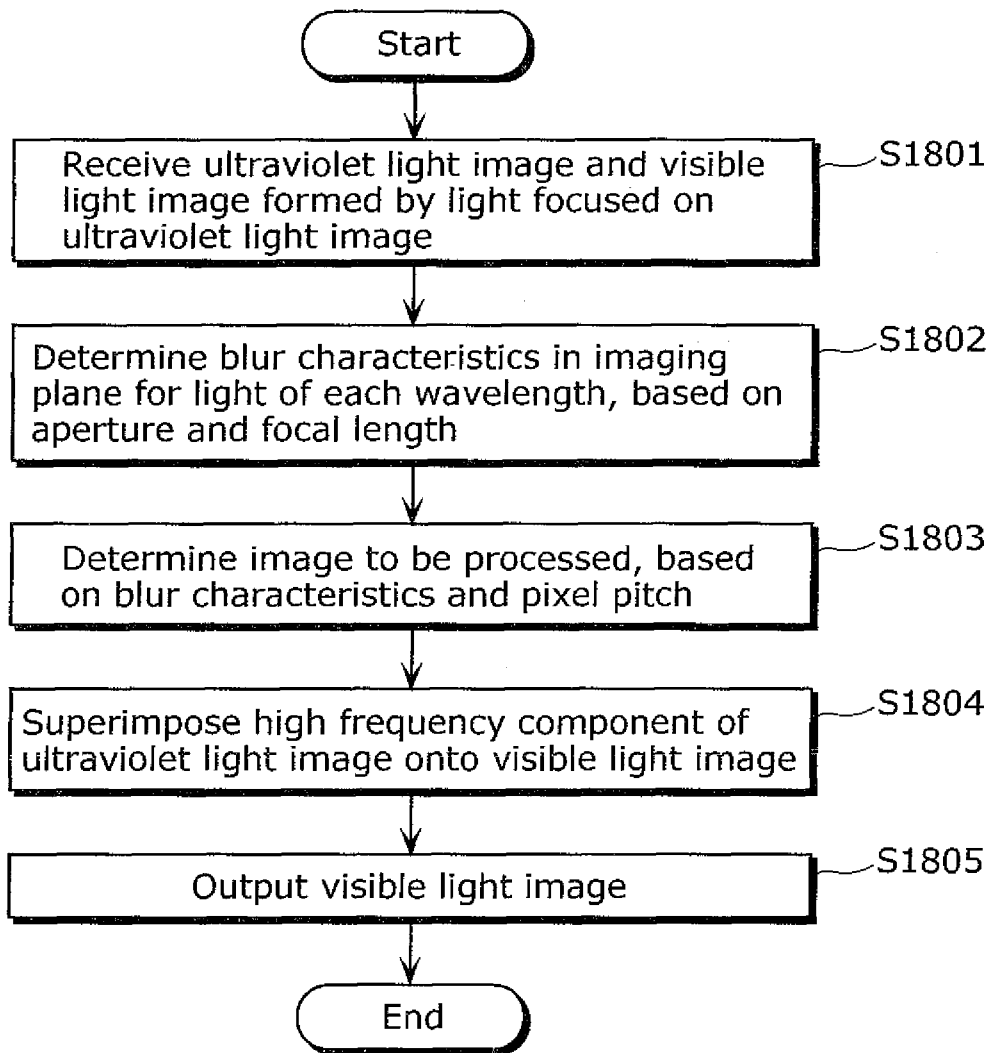 Start
Receive ultraviolet light image and visible
light image formed by light focused on
ultraviolet light image
S1801
Determine blur characteristics in imaging
plane for light of each wavelength, based on
aperture and focal length
S1802
Determine image to be processed, based
on blur characteristics and pixel pitch
S1803
Superimpose high frequency component of
ultraviolet light image onto visible light image
S1804
Output visible light image
S1805
End